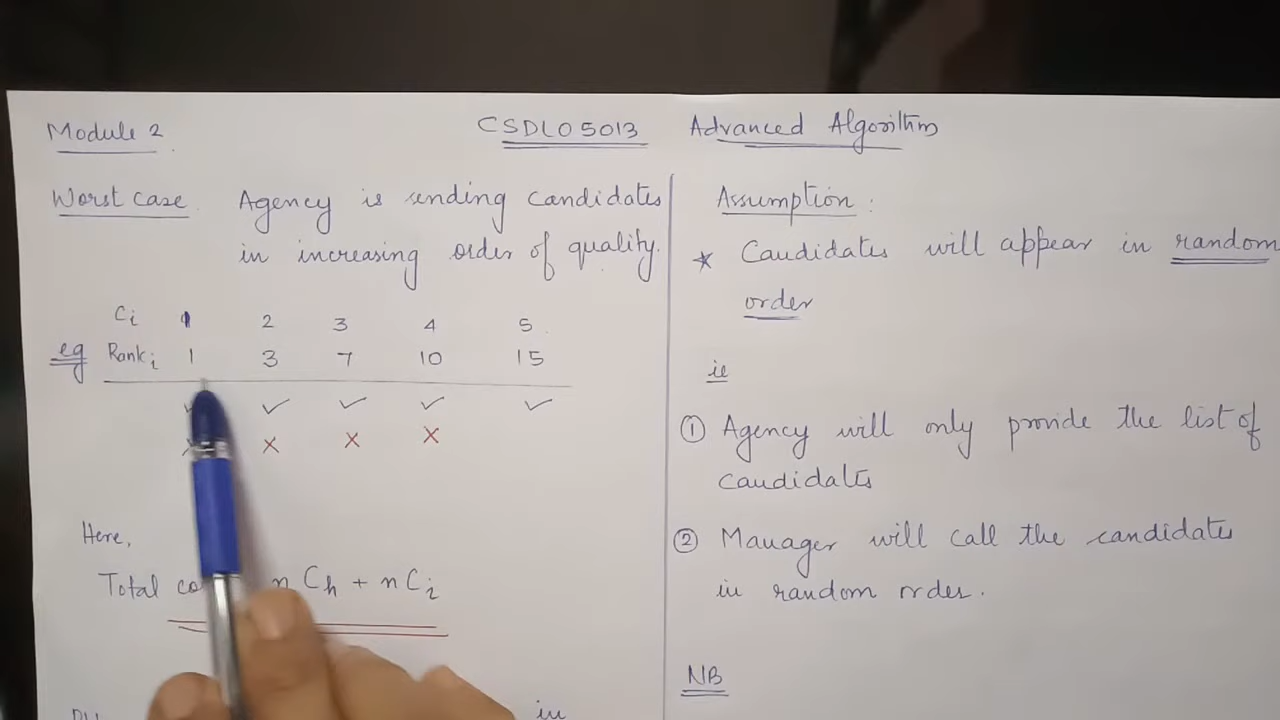 Module 2
CSDLO5013 Advanced Algorithm
Worst case. Agency is sending candidates
in increasing order of quality.
Ci 1 2 3 4 5
eg Ranki 1 3 7 10 15
✓ ✓ ✓ ✓ ✓
× × × ×
Here,
Total n Ch + n Ci
in
Assumption:
* Candidates will appear in random
order
ie
① Agency will only provide the list of
candidates
② Manager will call the candidates
in random order.
NB